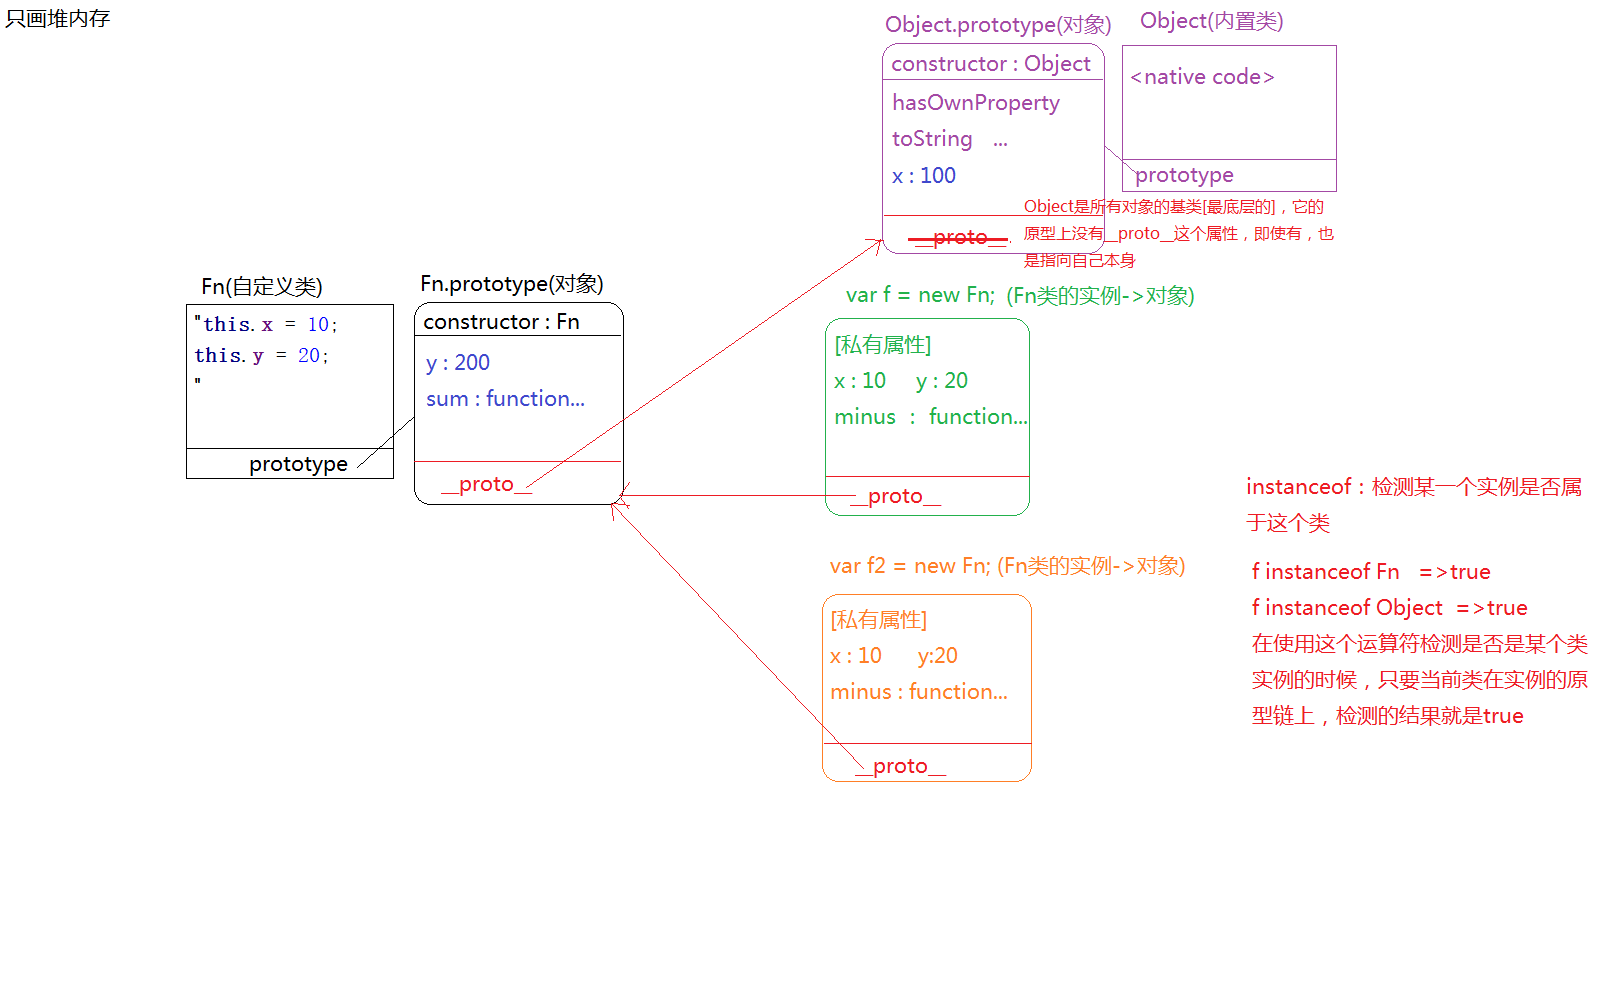 只画堆内存
Object.prototype(对象)
constructor : Object
hasOwnProperty
toString ...
x : 100
__proto__
Object(内置类)
<native code>
prototype
Object是所有对象的基类[最底层的]，它的
原型上没有__proto__这个属性，即使有，也
是指向自己本身
Fn(自定义类)
"this.x = 10;
this.y = 20;
"
prototype
Fn.prototype(对象)
constructor : Fn
y : 200
sum : function...
__proto__
var f = new Fn; (Fn类的实例->对象)
[私有属性]
x : 10 y : 20
minus : function...
__proto__
var f2 = new Fn; (Fn类的实例->对象)
[私有属性]
x : 10 y:20
minus : function...
__proto__
instanceof：检测某一个实例是否属
于这个类
f instanceof Fn =>true
f instanceof Object =>true
在使用这个运算符检测是否是某个类
实例的时候，只要当前类在实例的原
型链上，检测的结果就是true